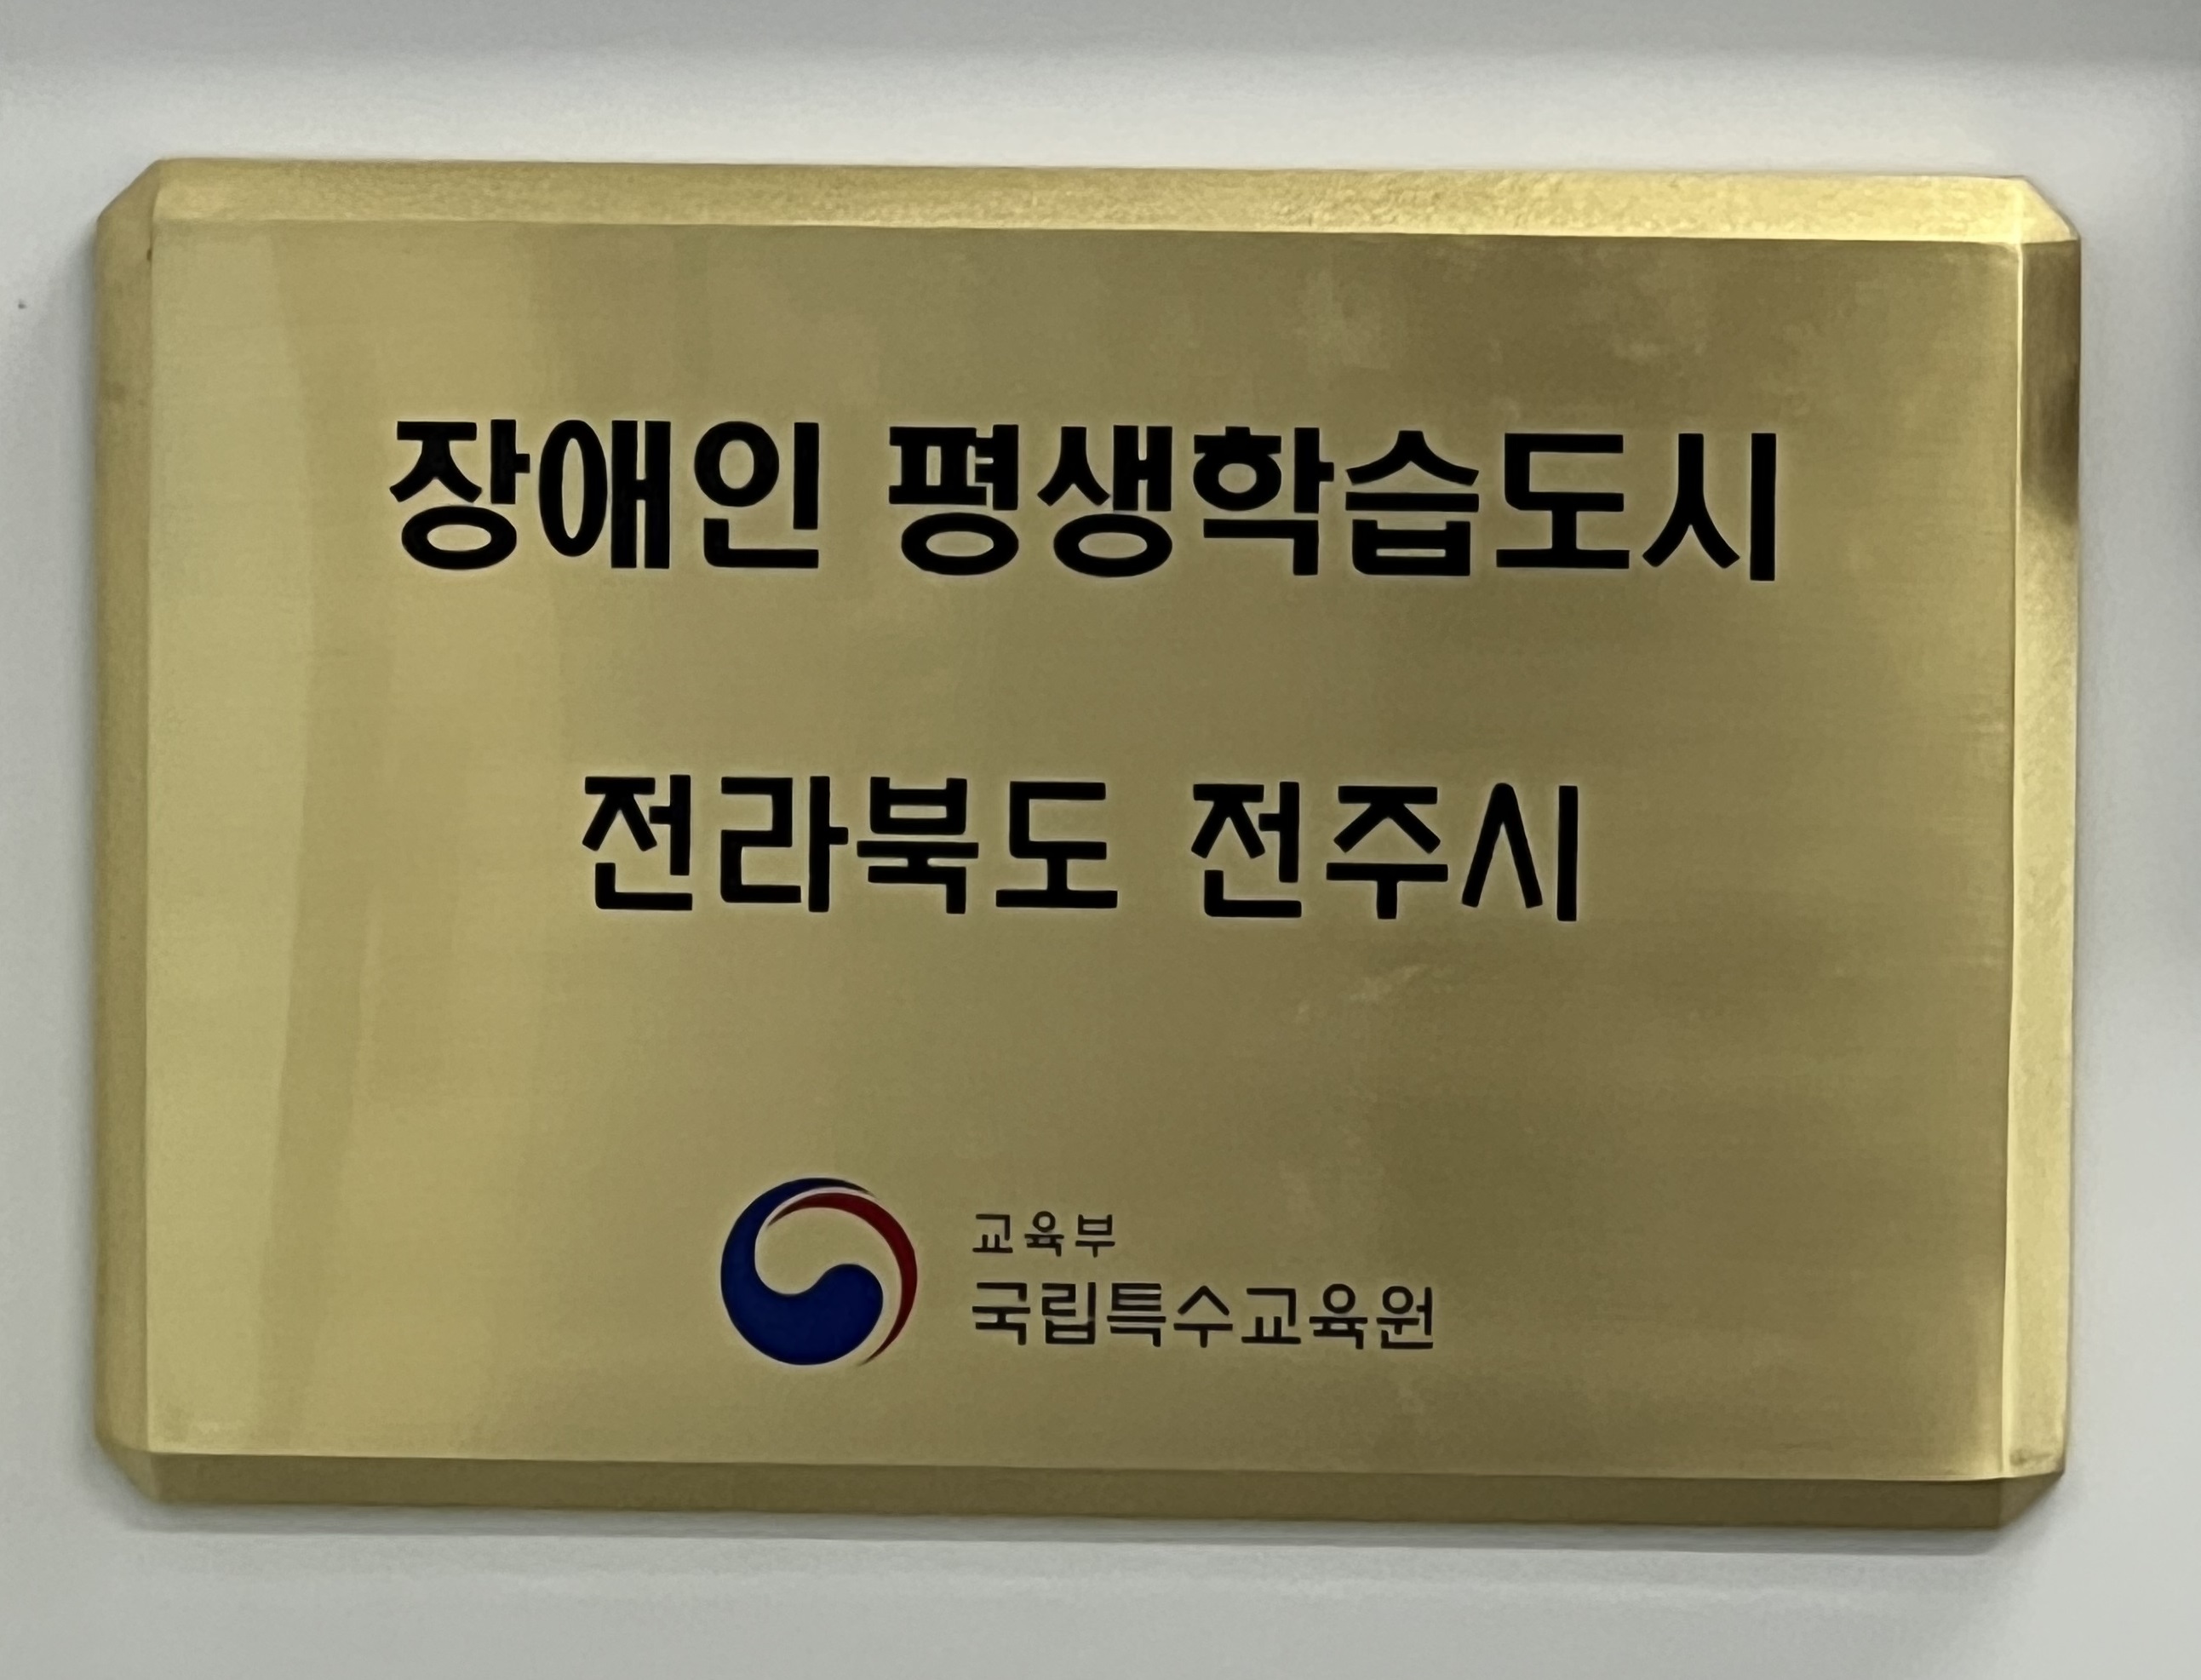 장애인 평생학습도시
전라북도 전주시
교육부
국립특수교육원